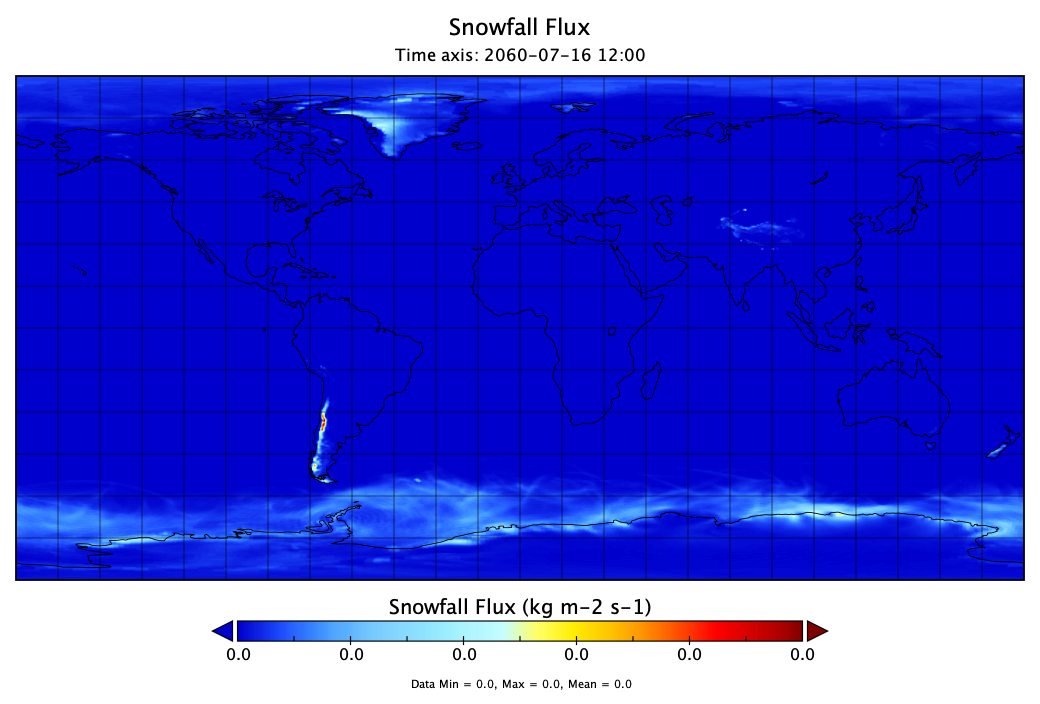 Snowfall Flux
Time axis: 2060-07-16 12:00
Snowfall Flux (kg m-2 s-1)
0.0 0.0 0.0 0.0 0.0 0.0
Data Min = 0.0, Max = 0.0, Mean = 0.0